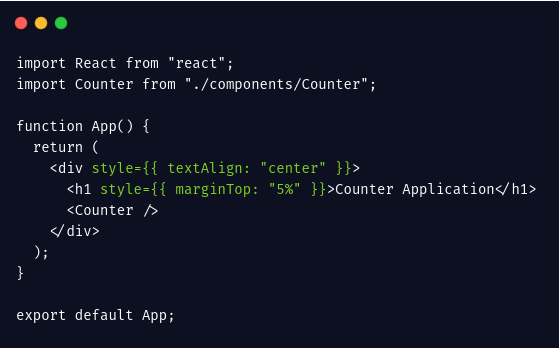 import React from "react";
import Counter from "./components/Counter";

function App() {
  return (
    <div style={{ textAlign: "center" }}>
      <h1 style={{ marginTop: "5%" }}>Counter Application</h1>
      <Counter />
    </div>
  );
}

export default App;